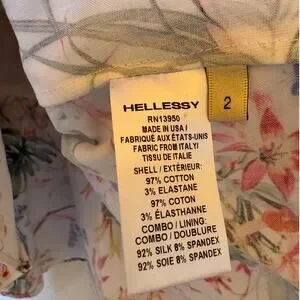 HELLESSY
2
RN13950
MADE IN USA /
FABRIQUÉ AUX ÉTATS-UNIS
FABRIC FROM ITALY/
TISSU DE ITALIE
SHELL / EXTÉRIEUR:
97% COTTON
3% ELASTANE
97% COTON
3% ÉLASTHANNE
COMBO / LINING:
COMBO / DOUBLURE
92% SILK 8% SPANDEX
92% SOIE 8% SPANDEX